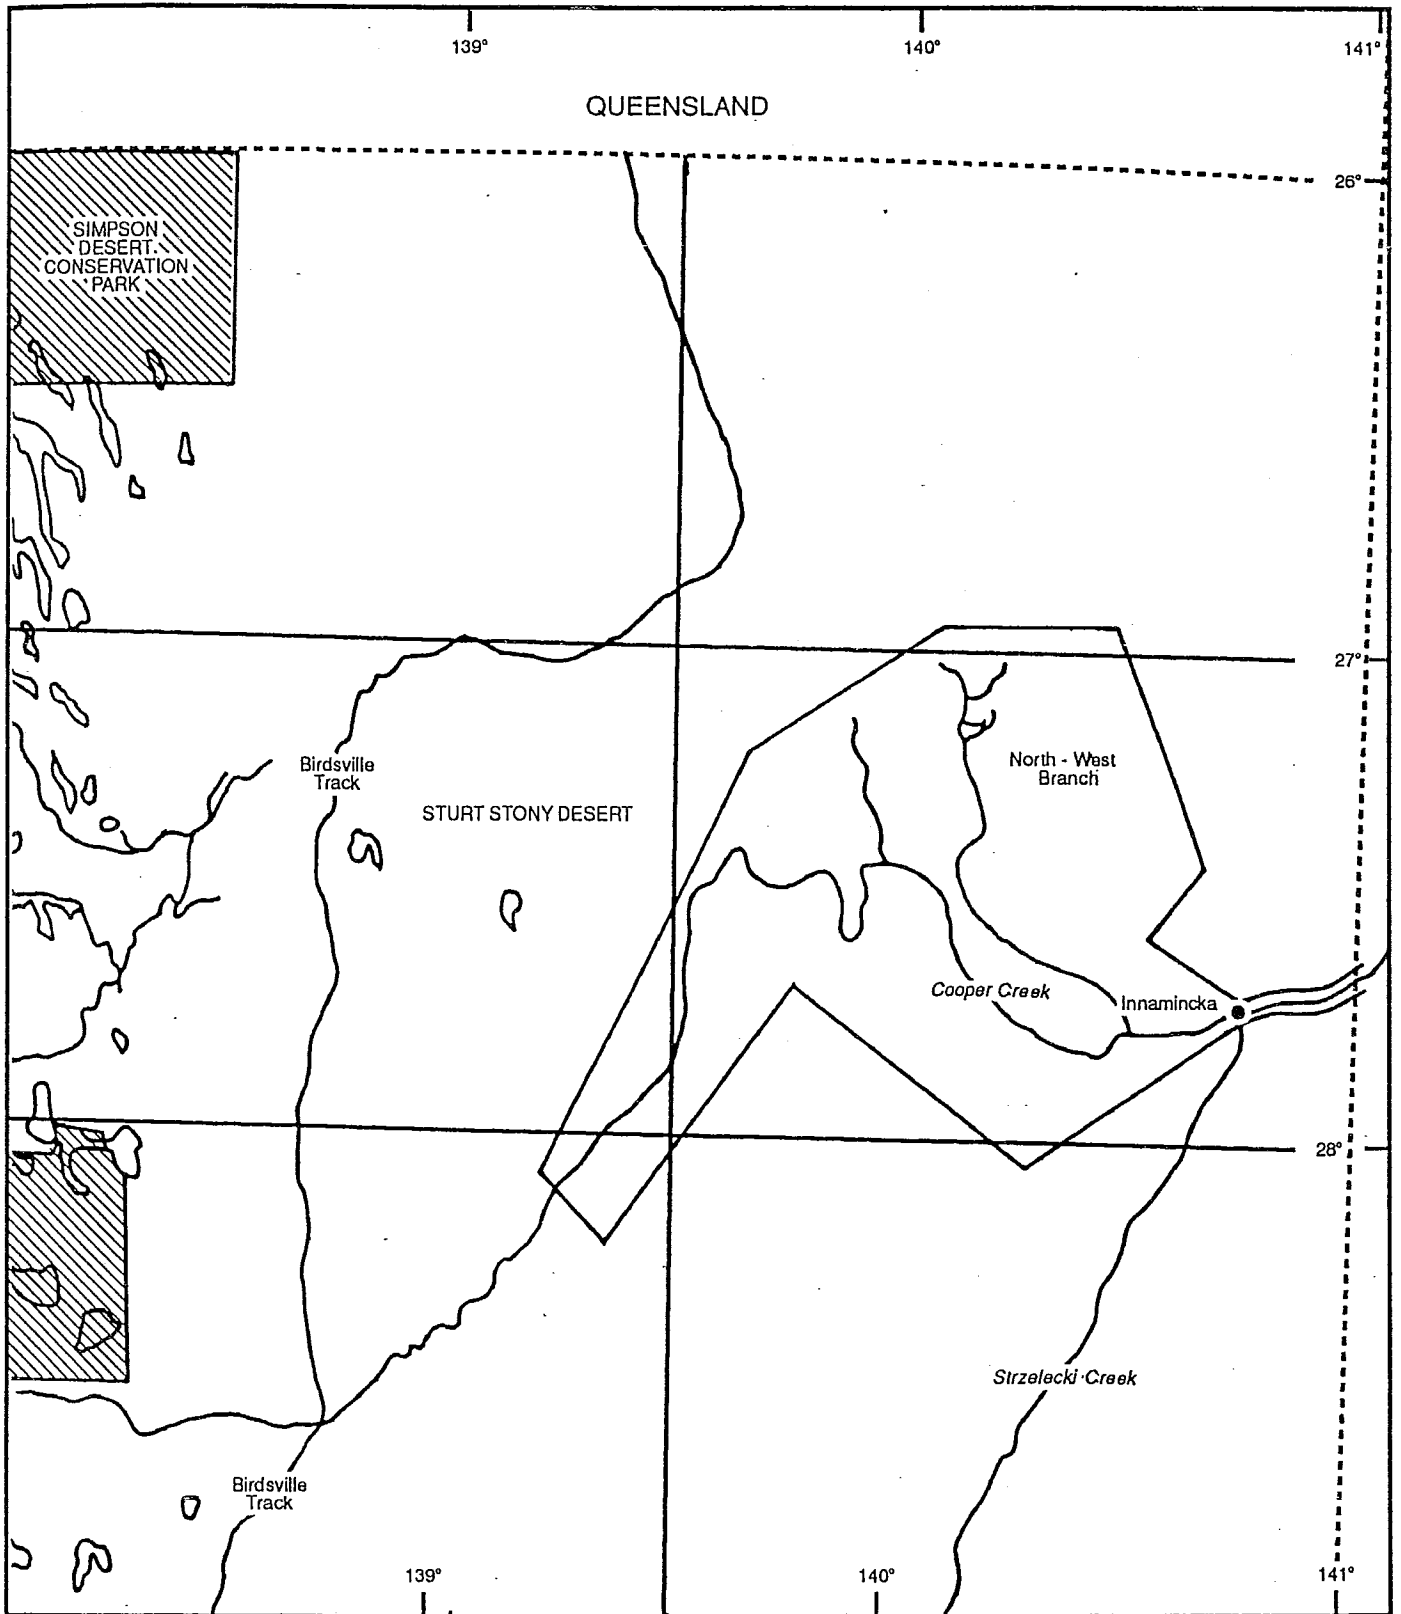 139°
140°
141°
QUEENSLAND
26°
SIMPSON
DESERT
CONSERVATION
PARK
27°
Birdsville
Track
North - West
Branch
STURT STONY DESERT
Cooper Creek
Innamincka
28°
Strzelecki Creek
Birdsville
Track
139°
140°
141°